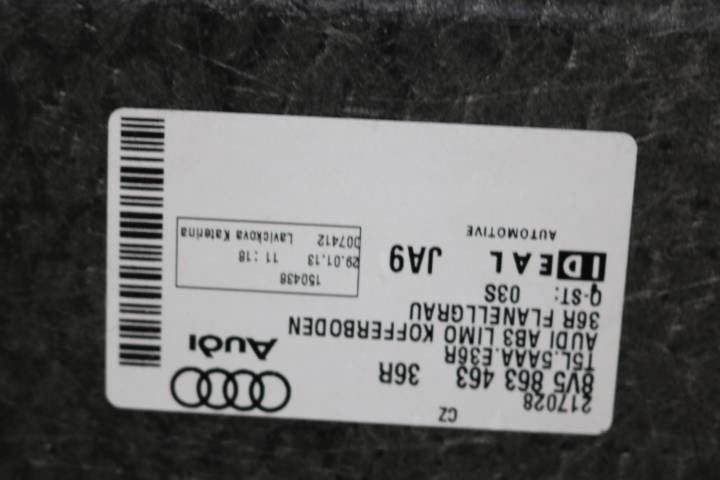 217028 CZ
8V5 863 463 36R
T5L.5AAA.E36R
AUDI AB3 LIMO KOFFERBODEN
36R FLANELLGRAU
Q-ST: 03S
IDEAL JA9
AUTOMOTIVE
Audi
150438
29.01.13 11:18
007412 Lavickova Katerina